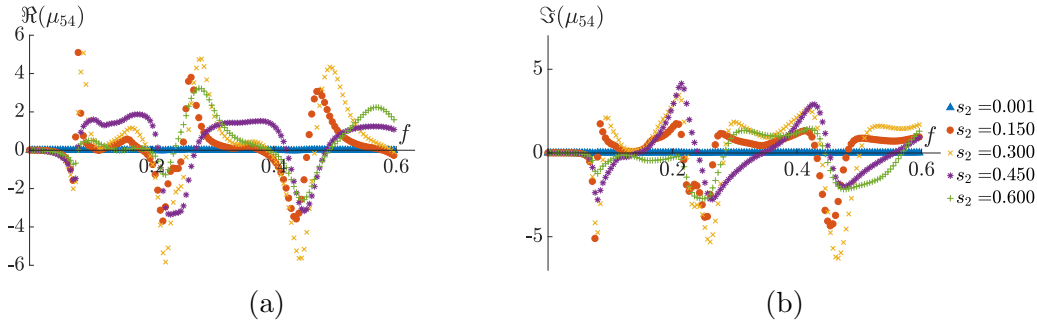 ℜ(μ₅₄)
6
4
2
0
-2
-4
-6
0.2
0.4
0.6
f
(a)
ℑ(μ₅₄)
5
0
-5
0.2
0.4
0.6
f
(b)
s₂ =0.001
s₂ =0.150
s₂ =0.300
s₂ =0.450
s₂ =0.600